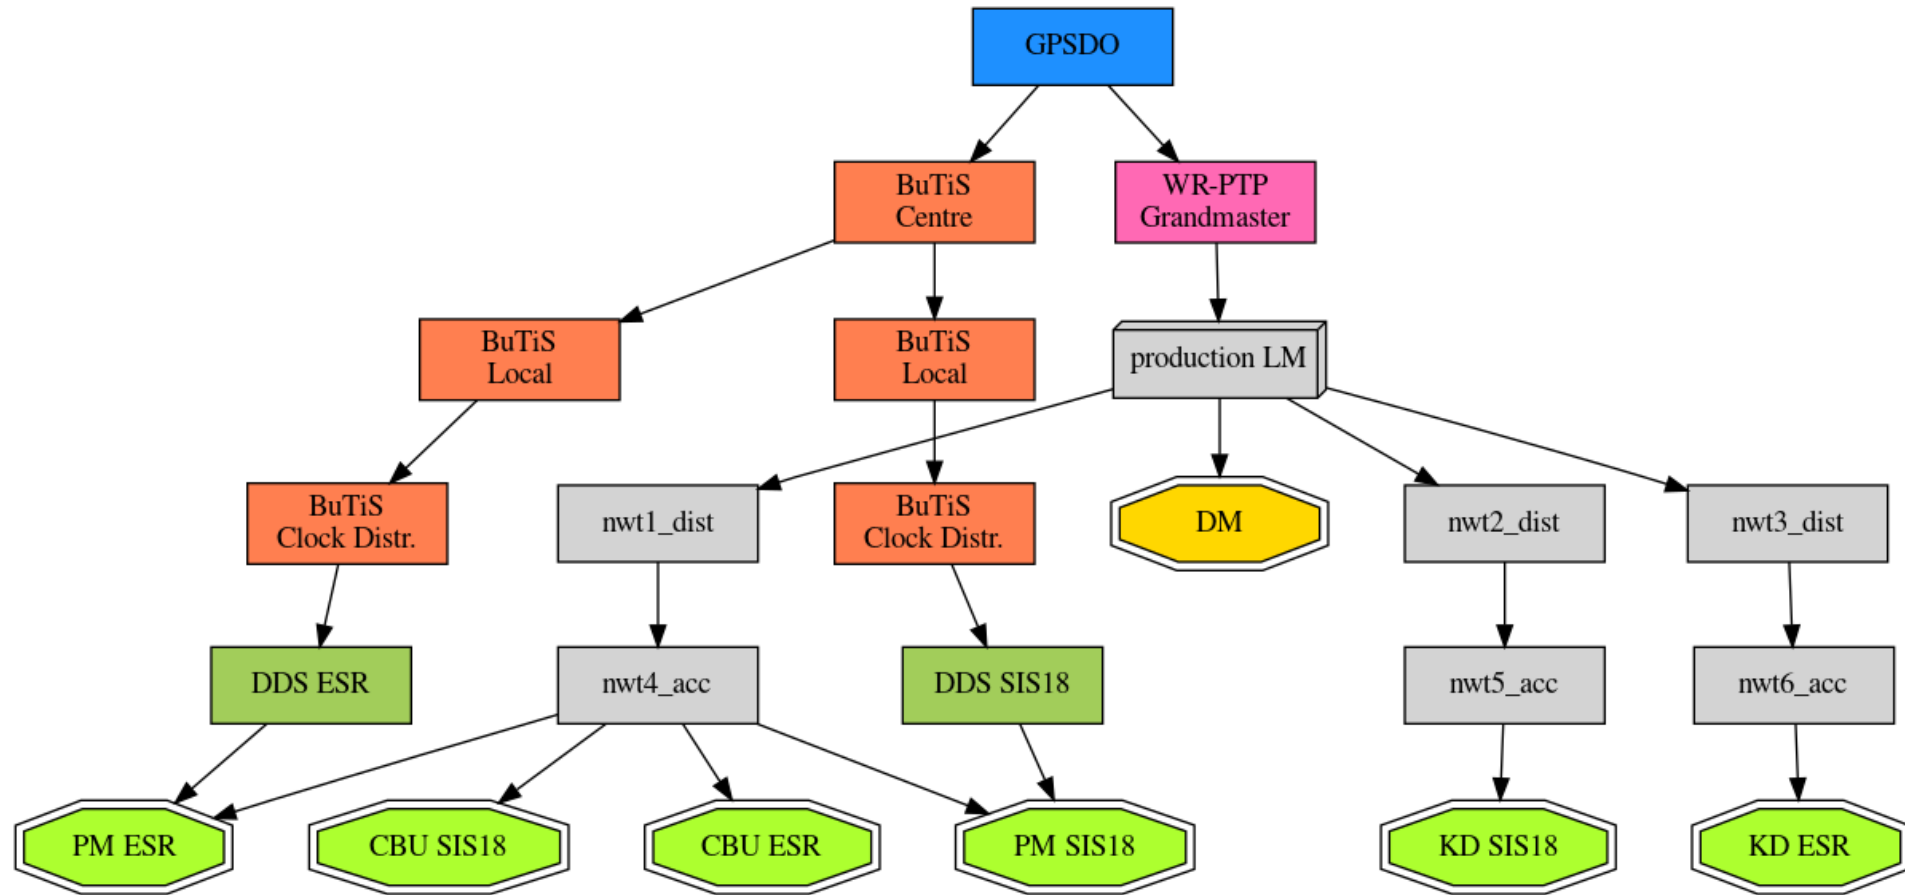 GPSDO
BuTiS
Centre
WR-PTP
Grandmaster
BuTiS
Local
BuTiS
Local
production LM
BuTiS
Clock Distr.
nwt1_dist
BuTiS
Clock Distr.
DM
nwt2_dist
nwt3_dist
DDS ESR
nwt4_acc
DDS SIS18
nwt5_acc
nwt6_acc
PM ESR
CBU SIS18
CBU ESR
PM SIS18
KD SIS18
KD ESR